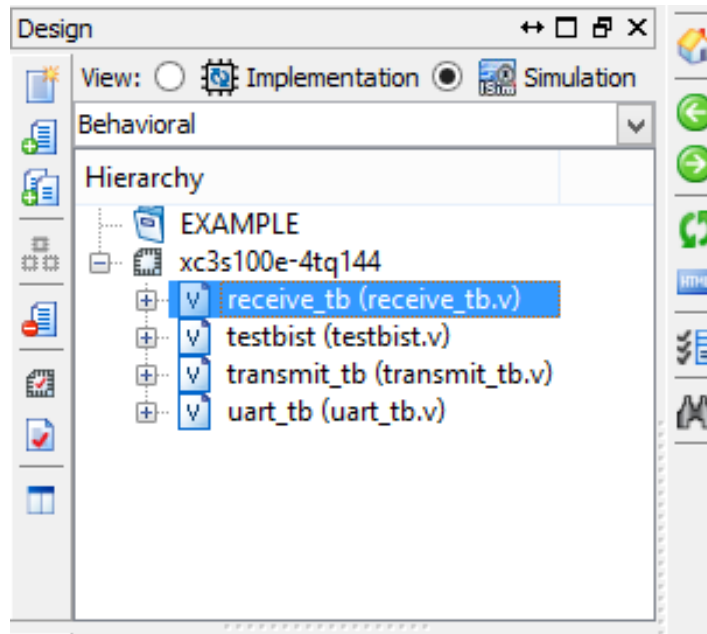 Design
View: Implementation Simulation
Behavioral
Hierarchy
EXAMPLE
xc3s100e-4tq144
receive_tb (receive_tb.v)
testbist (testbist.v)
transmit_tb (transmit_tb.v)
uart_tb (uart_tb.v)